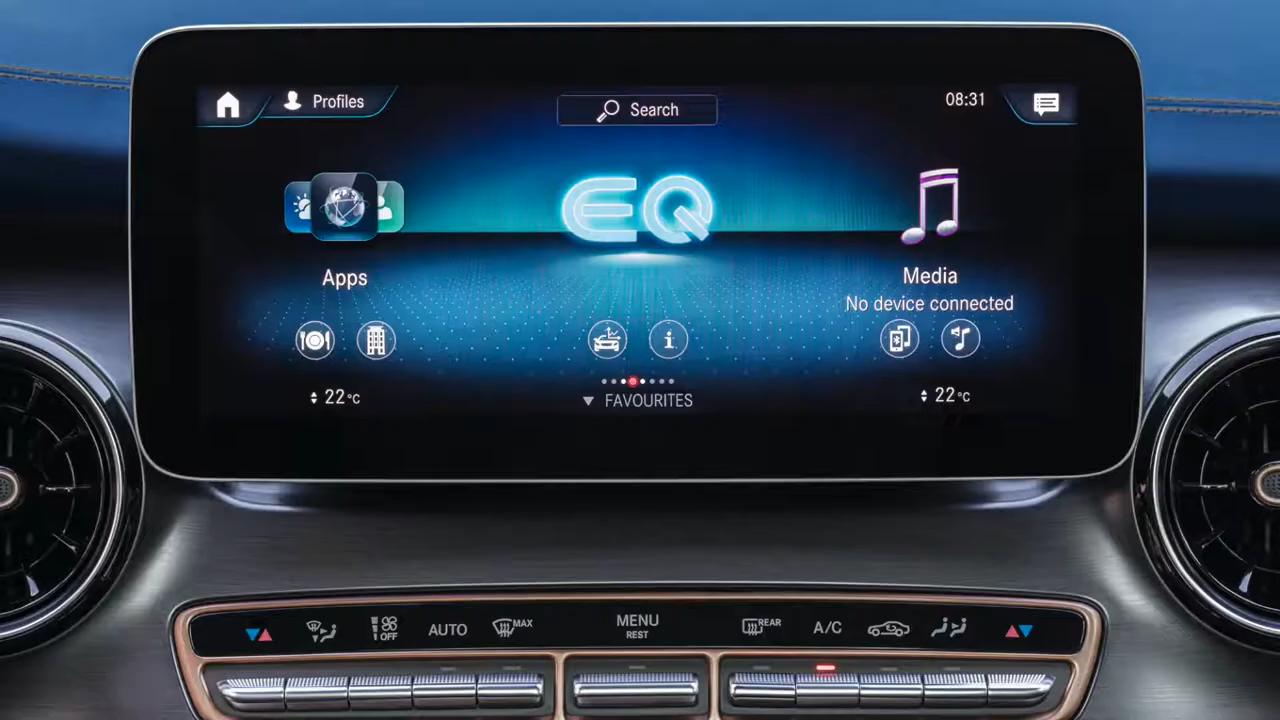 Profiles
Search
08:31
EQ
Apps
Media
No device connected
22°C
22°C
FAVOURITES
OFF
AUTO
MAX
MENU
REST
REAR
A/C